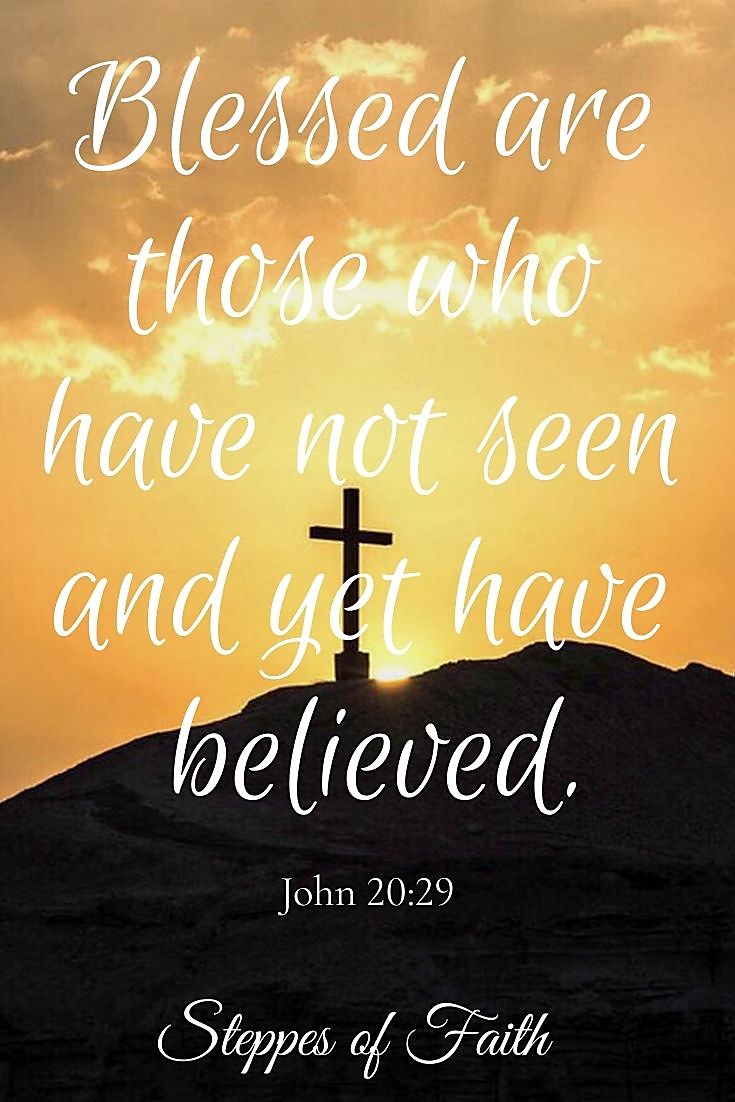 Blessed are
those who
have not seen
and yet have
believed.
John 20:29
Steppes of Faith